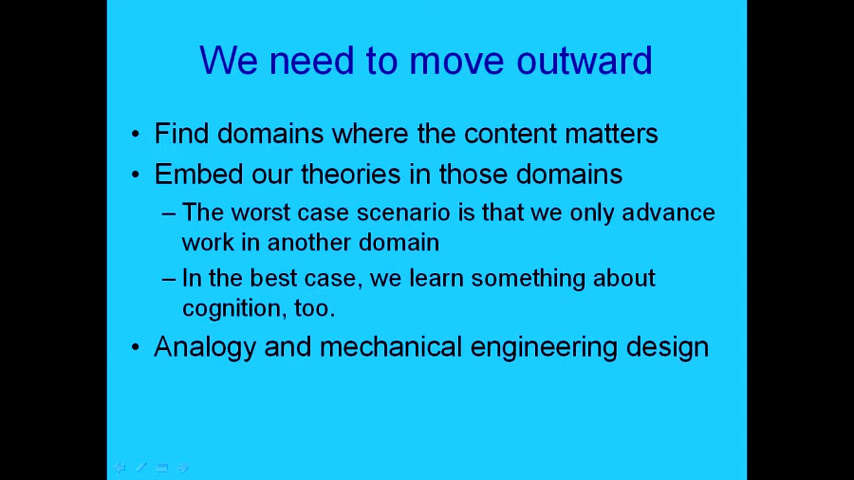 We need to move outward
• Find domains where the content matters
• Embed our theories in those domains
– The worst case scenario is that we only advance
work in another domain
– In the best case, we learn something about
cognition, too.
• Analogy and mechanical engineering design